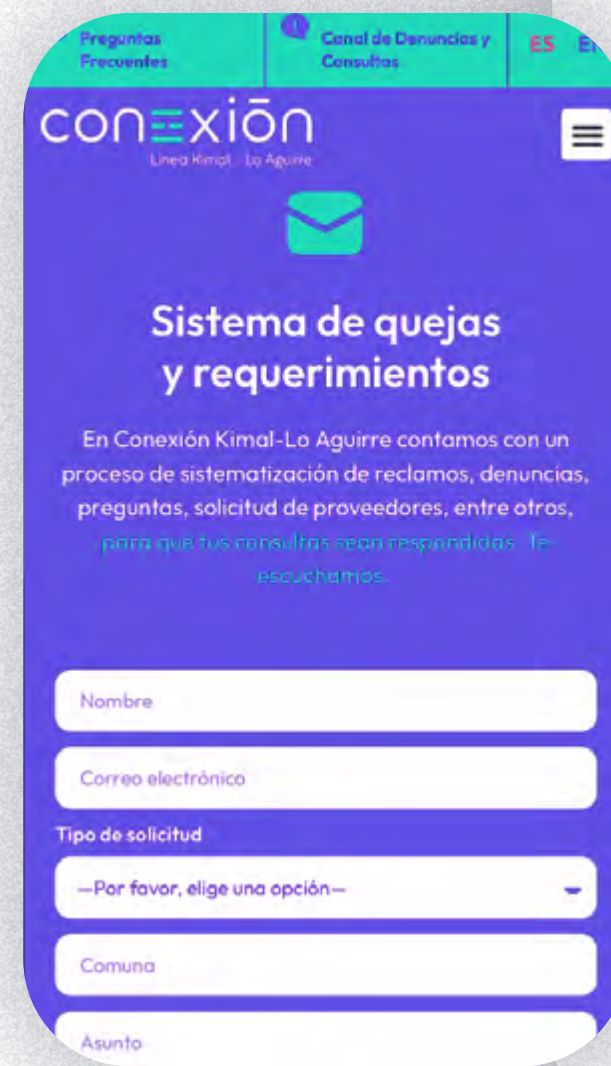 Preguntas
Frecuentes
Canal de Denuncias y
Consultas
ES EN
conexiōn
Línea Kimal - Lo Aguirre
Sistema de quejas
y requerimientos
En Conexión Kimal-Lo Aguirre contamos con un
proceso de sistematización de reclamos, denuncias,
preguntas, solicitud de proveedores, entre otros,
para que tus consultas sean respondidas. Te
escuchamos.
Nombre
Correo electrónico
Tipo de solicitud
—Por favor, elige una opción—
Comuna
Asunto